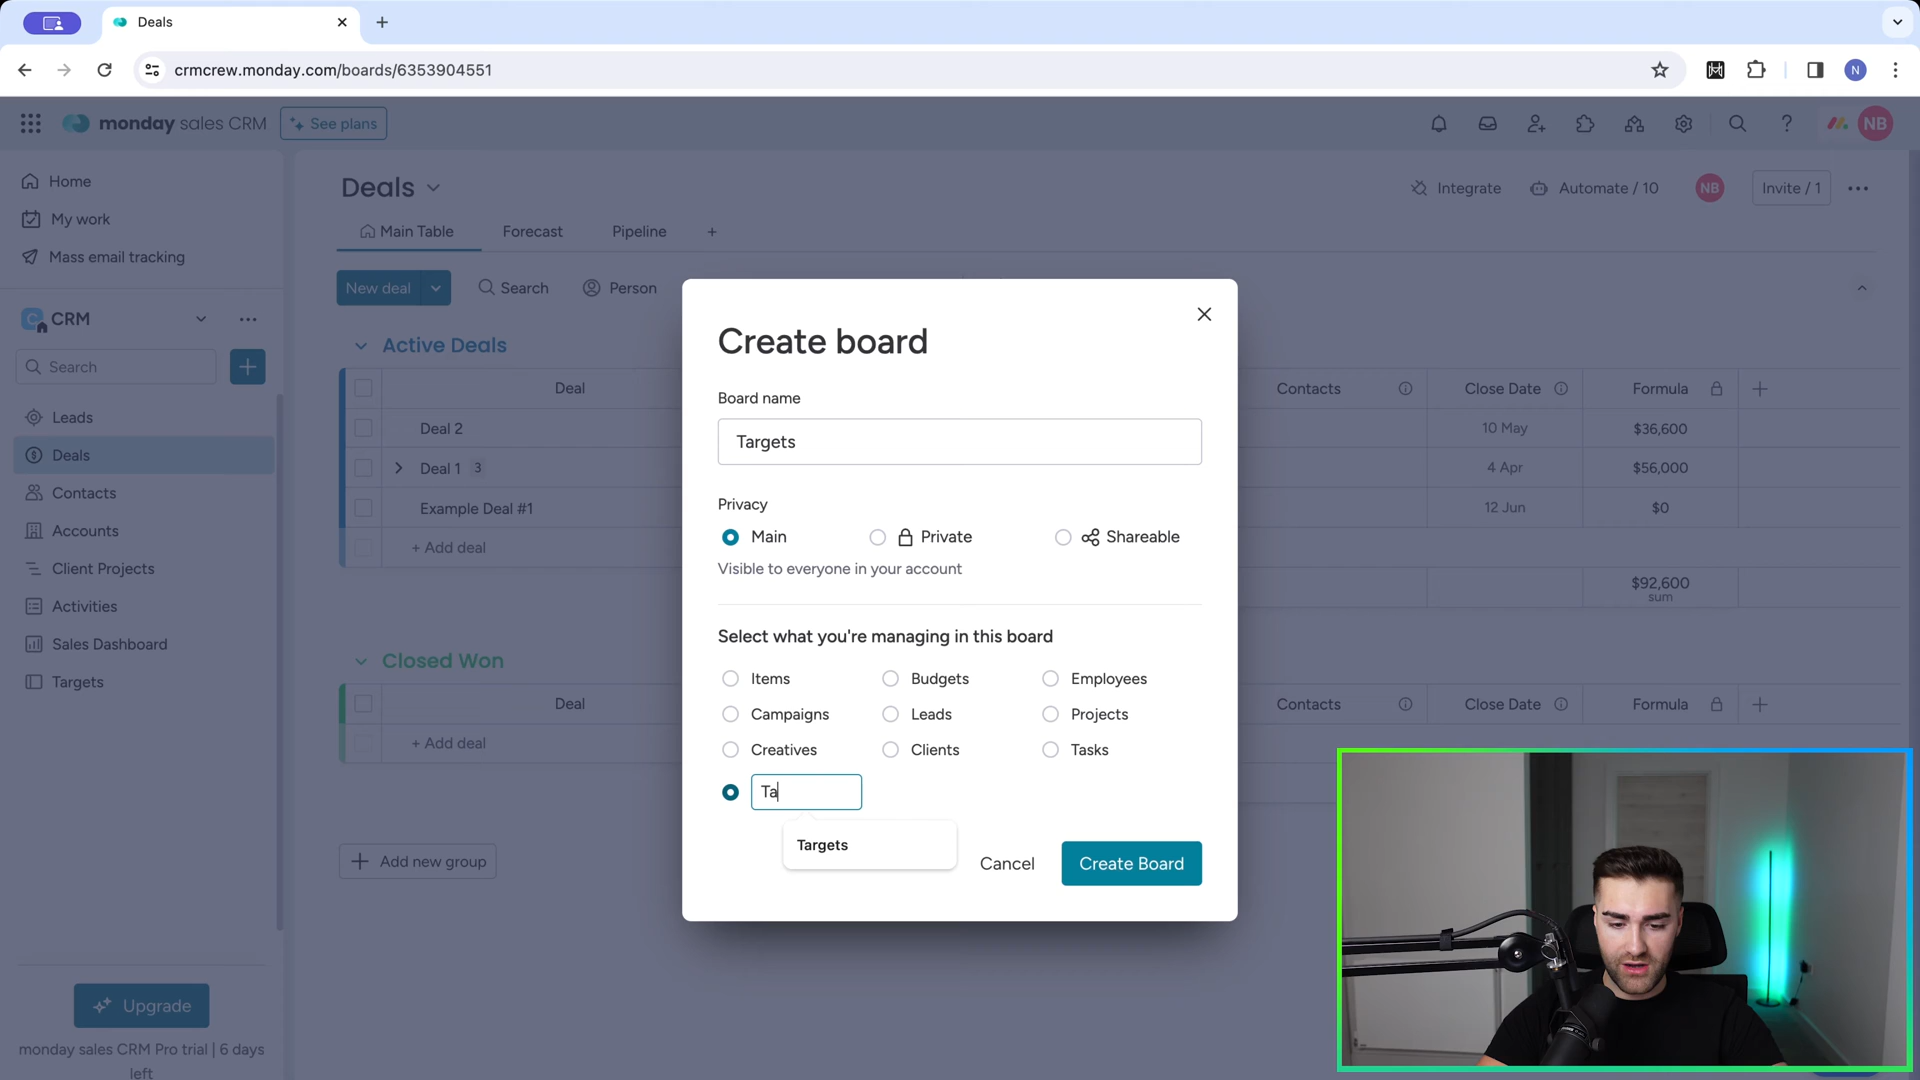 Deals
crmcrew.monday.com/boards/6353904551
N
monday sales CRM
See plans
NB
Home
My work
Mass email tracking
CRM
Search
Leads
Deals
Contacts
Accounts
Client Projects
Activities
Sales Dashboard
Targets
Upgrade
monday sales CRM Pro trial | 6 days
left
Deals
Integrate
Automate / 10
NB
Invite / 1
Main Table
Forecast
Pipeline
New deal
Search
Person
Active Deals
Deal
Contacts
Close Date
Formula
Deal 2
10 May
$36,600
Deal 1 3
4 Apr
$56,000
Example Deal #1
12 Jun
$0
+ Add deal
$92,600
sum
Closed Won
Deal
Contacts
Close Date
Formula
+ Add deal
Add new group
Create board
Board name
Targets
Privacy
Main
Private
Shareable
Visible to everyone in your account
Select what you're managing in this board
Items
Budgets
Employees
Campaigns
Leads
Projects
Creatives
Clients
Tasks
Ta
Targets
Cancel
Create Board